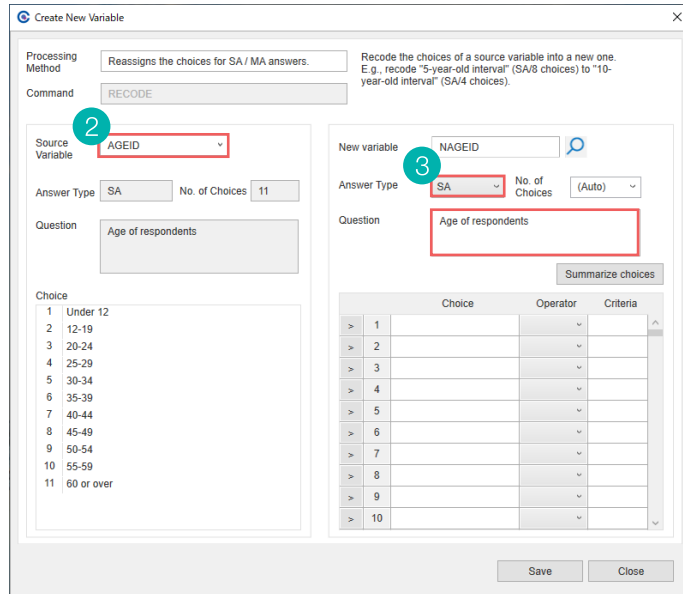 Create New Variable
Processing Method
Reassigns the choices for SA / MA answers.
Recode the choices of a source variable into a new one.
E.g., recode "5-year-old interval" (SA/8 choices) to "10-
year-old interval" (SA/4 choices).
Command
RECODE
2
Source Variable
AGEID
Answer Type
SA
No. of Choices
11
Question
Age of respondents
Choice
1 Under 12
2 12-19
3 20-24
4 25-29
5 30-34
6 35-39
7 40-44
8 45-49
9 50-54
10 55-59
11 60 or over
New variable
NAGEID
3
Answer Type
SA
No. of Choices
(Auto)
Question
Age of respondents
Summarize choices
Choice Operator Criteria
> 1
> 2
> 3
> 4
> 5
> 6
> 7
> 8
> 9
> 10
Save
Close